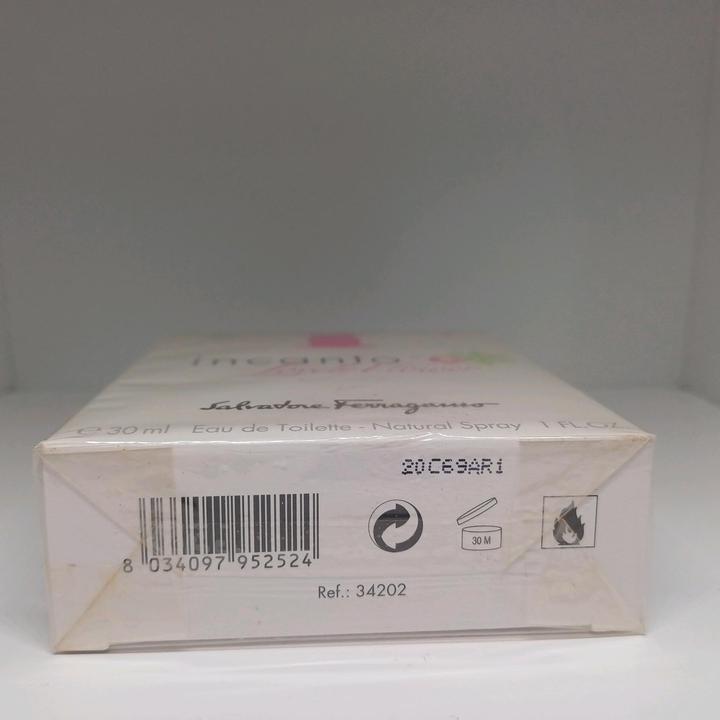 incanto
Salvatore Ferragamo
e 30 ml Eau de Toilette - Natural Spray 1 FL.Oz
20C69AR1
8 034097 952524
30 M
Ref.: 34202